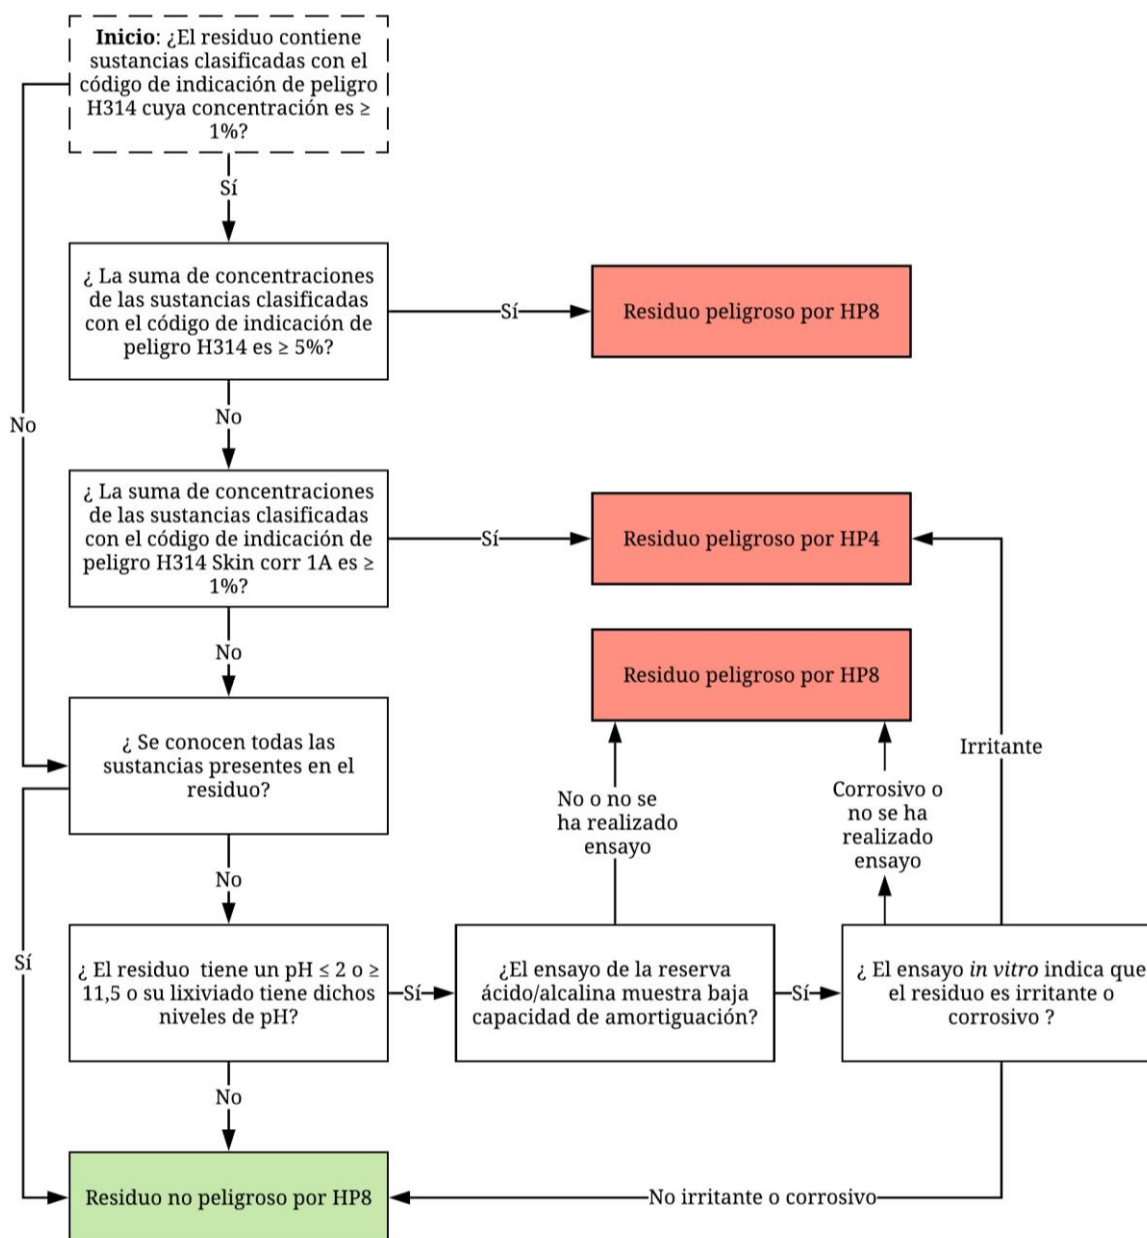 Inicio: ¿El residuo contiene
sustancias clasificadas con el
código de indicación de peligro
H314 cuya concentración es ≥
1%?
Sí
¿ La suma de concentraciones
de las sustancias clasificadas
con el código de indicación de
peligro H314 es ≥ 5%?
Sí
Residuo peligroso por HP8
No
No
¿ La suma de concentraciones
de las sustancias clasificadas
con el código de indicación de
peligro H314 Skin corr 1A es ≥
1%?
Sí
Residuo peligroso por HP4
No
Residuo peligroso por HP8
¿ Se conocen todas las
sustancias presentes en el
residuo?
Irritante
No o no se
ha realizado
ensayo
Corrosivo o
no se ha
realizado
ensayo
No
Sí
¿ El residuo tiene un pH ≤ 2 o ≥
11,5 o su lixiviado tiene dichos
niveles de pH?
Sí
¿El ensayo de la reserva
ácido/alcalina muestra baja
capacidad de amortiguación?
Sí
¿ El ensayo in vitro indica que
el residuo es irritante o
corrosivo ?
No
Residuo no peligroso por HP8
No irritante o corrosivo